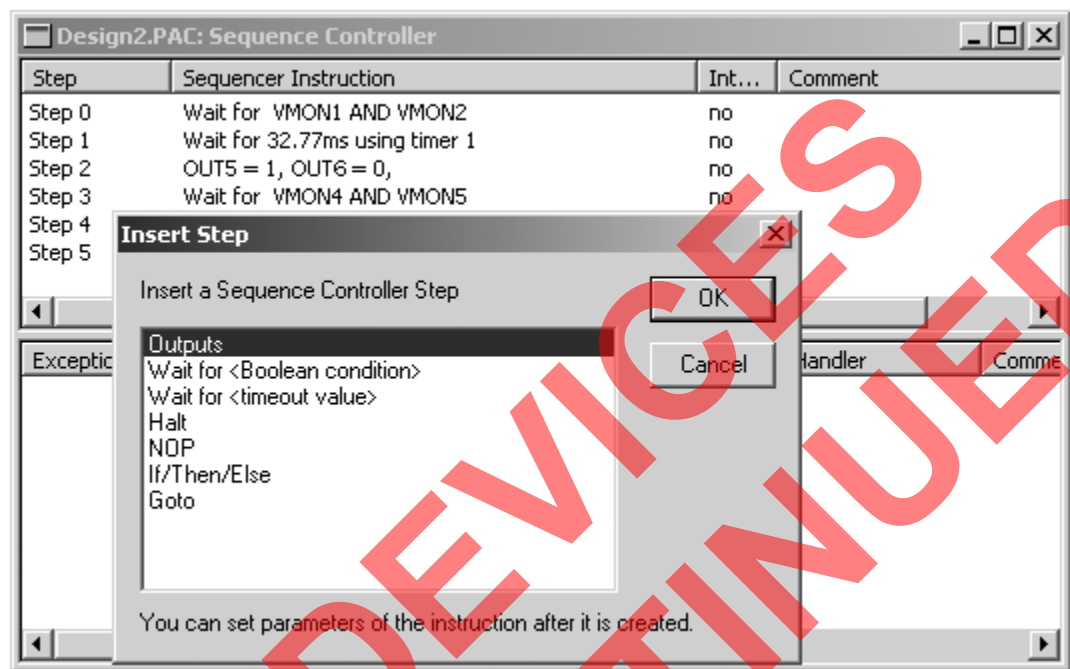 Design2.PAC: Sequence Controller
Step Sequencer Instruction Int... Comment
Step 0 Wait for VMON1 AND VMON2 no
Step 1 Wait for 32.77ms using timer 1 no
Step 2 OUT5 = 1, OUT6 = 0, no
Step 3 Wait for VMON4 AND VMON5 no
Step 4
Step 5
Insert Step
Insert a Sequence Controller Step
OK
Cancel
Outputs
Wait for <Boolean condition>
Wait for <timeout value>
Halt
NOP
If/Then/Else
Goto
You can set parameters of the instruction after it is created.
Exceptic Handler Comme
DEVICES
TINUED